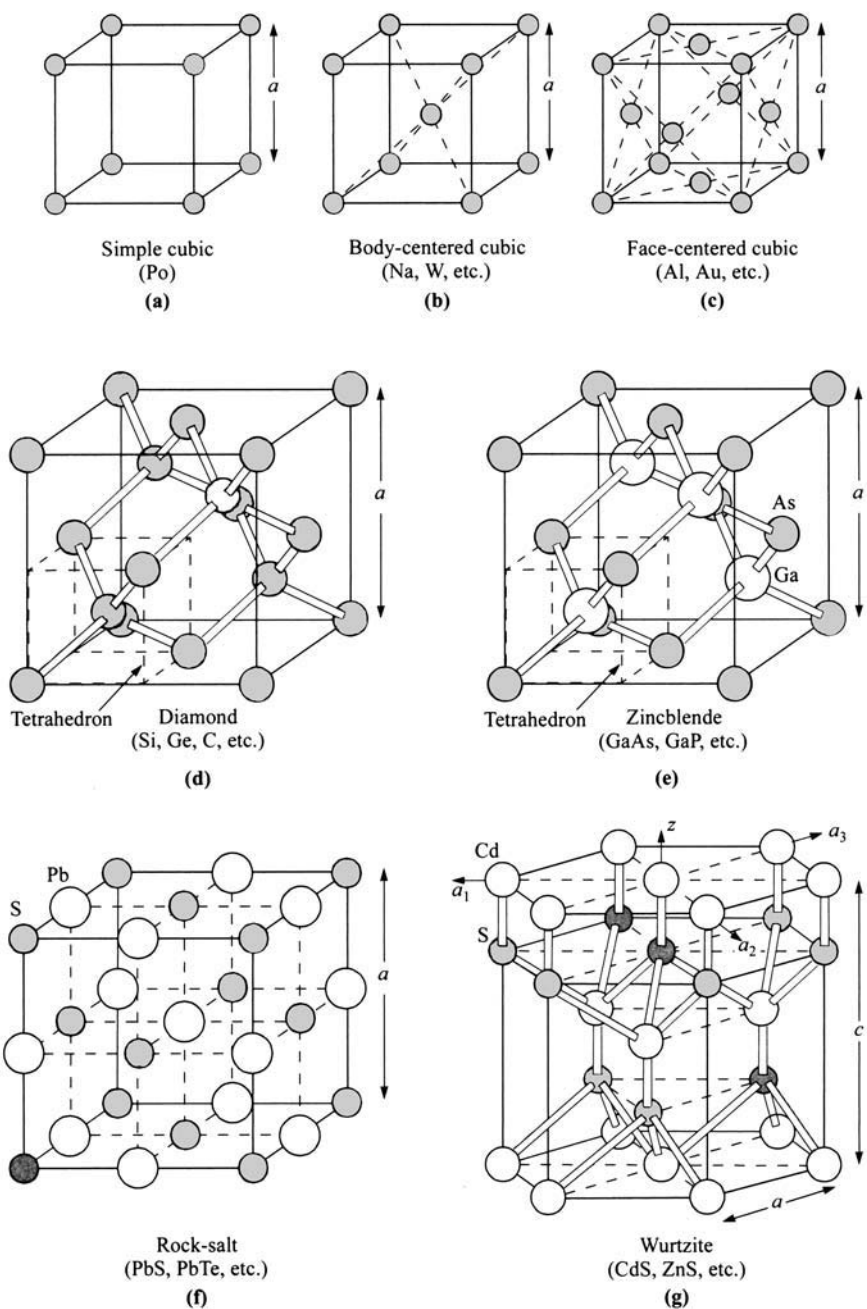 a
a
a
Simple cubic
(Po)
(a)
Body-centered cubic
(Na, W, etc.)
(b)
Face-centered cubic
(Al, Au, etc.)
(c)
a
Tetrahedron
Diamond
(Si, Ge, C, etc.)
(d)
a
As
Ga
Tetrahedron
Zincblende
(GaAs, GaP, etc.)
(e)
Pb
S
a
Rock-salt
(PbS, PbTe, etc.)
(f)
z
a3
Cd
a1
S
a2
c
a
Wurtzite
(CdS, ZnS, etc.)
(g)